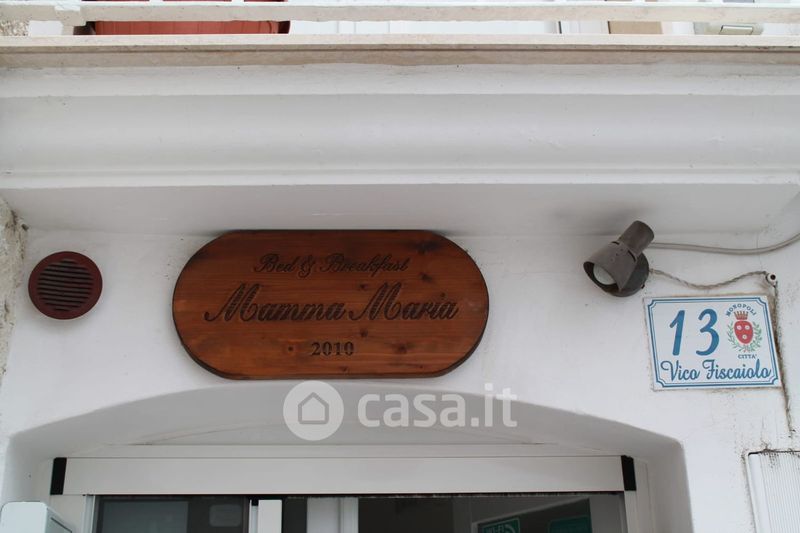 Bed & Breakfast
Mamma Maria
2010
13
MONOPOLI
CITTÀ
Vico Fiscaiolo
casa.it